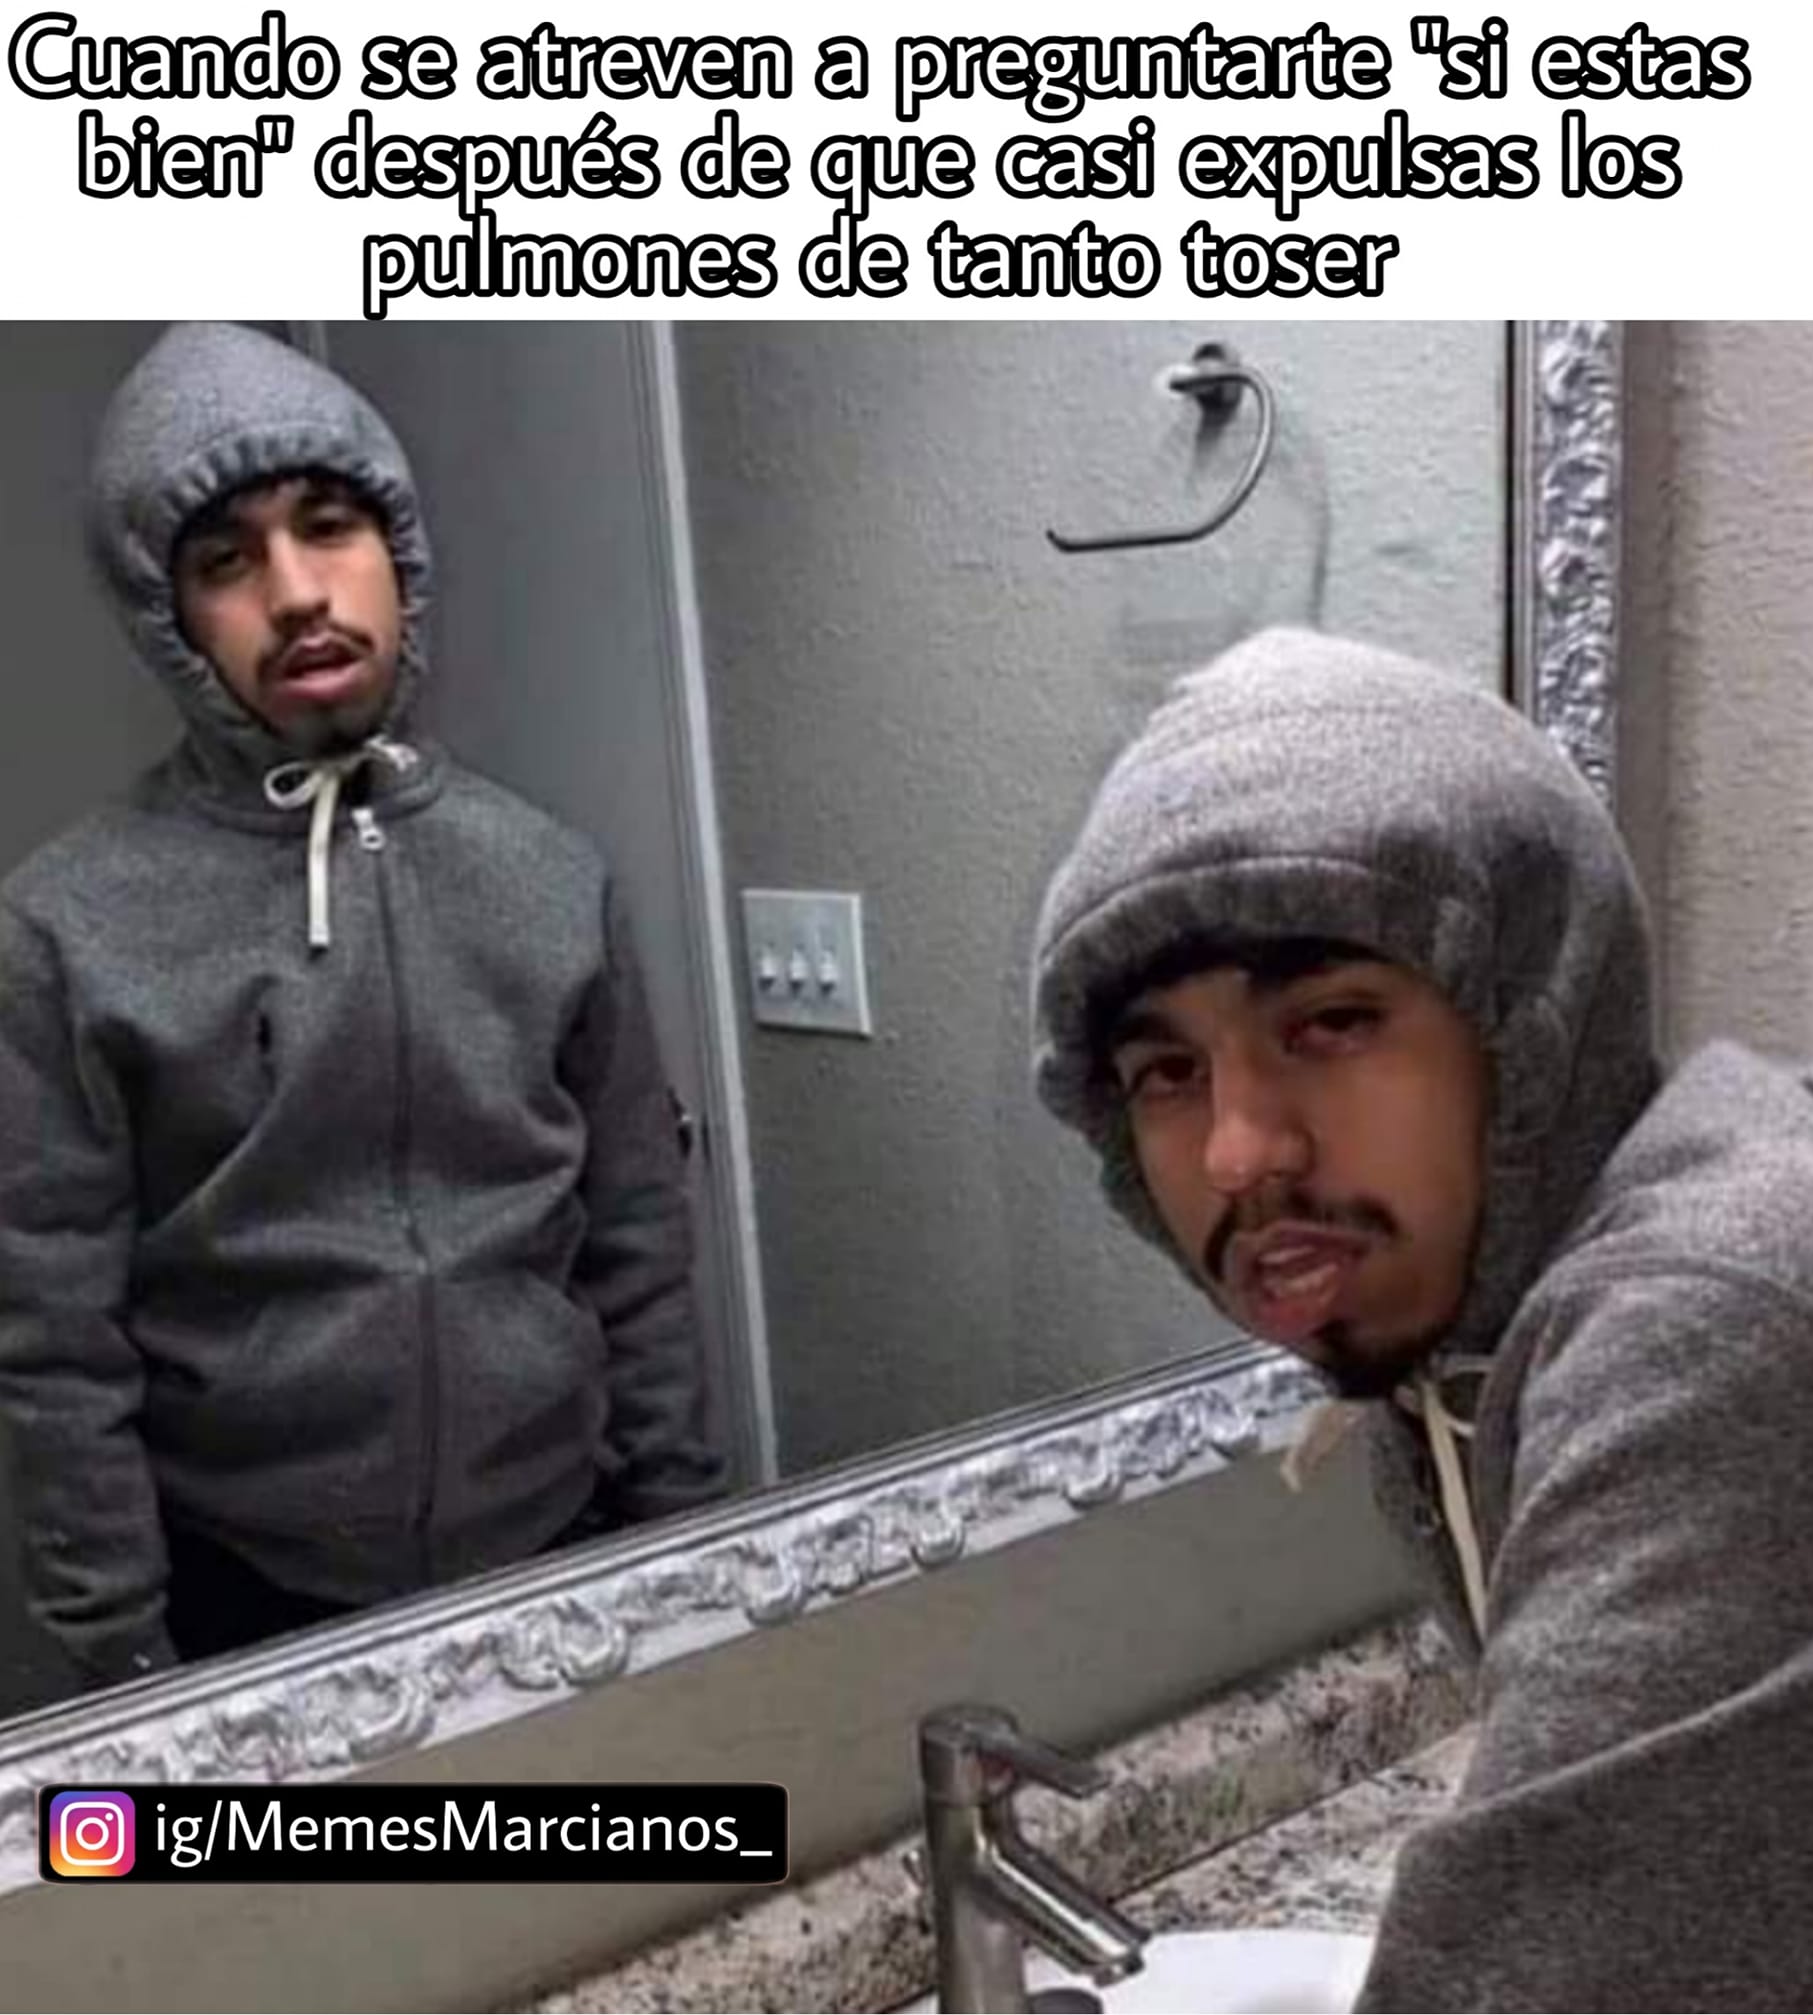 Cuando se atreven a preguntarte "si estas
bien" después de que casi expulsas los
pulmones de tanto toser
ig/MemesMarcianos_